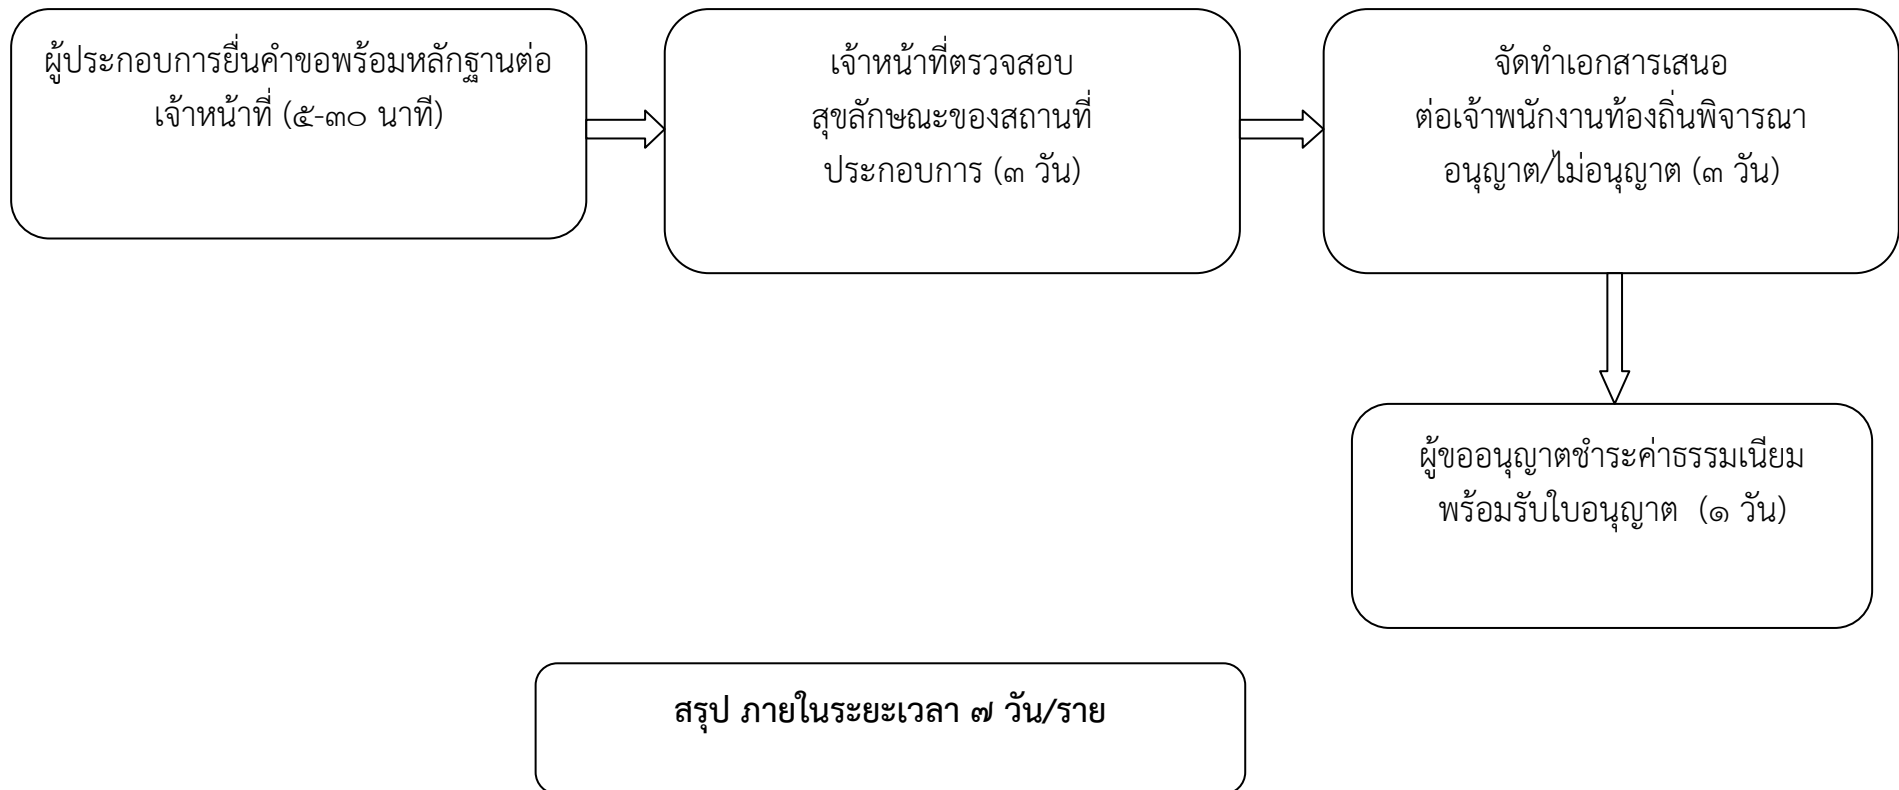 ผู้ประกอบการยื่นคำขอพร้อมหลักฐานต่อ
เจ้าหน้าที่ (๕-๓๐ นาที)
เจ้าหน้าที่ตรวจสอบ
สุขลักษณะของสถานที่
ประกอบการ (๓ วัน)
จัดทำเอกสารเสนอ
ต่อเจ้าพนักงานท้องถิ่นพิจารณา
อนุญาต/ไม่อนุญาต (๓ วัน)
ผู้ขออนุญาตชำระค่าธรรมเนียม
พร้อมรับใบอนุญาต (๑ วัน)
สรุป ภายในระยะเวลา ๗ วัน/ราย